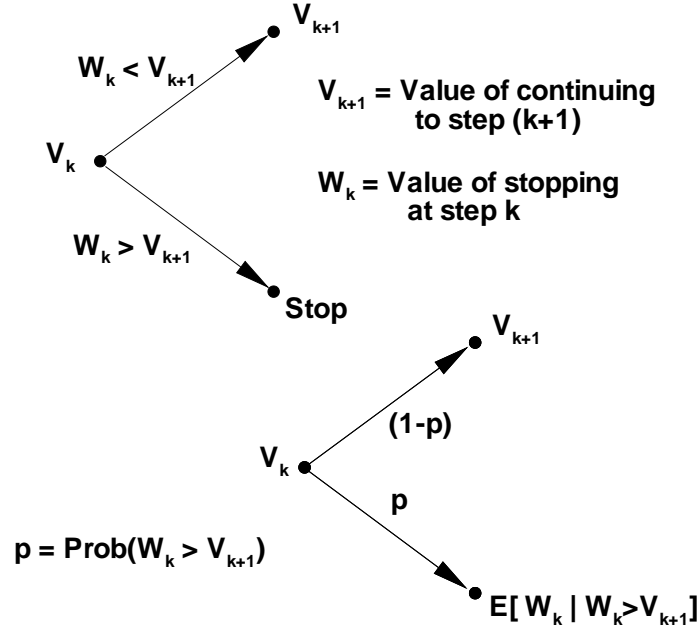 V_{k+1}
W_k < V_{k+1}
V_{k+1} = Value of continuing
to step (k+1)
V_k
W_k = Value of stopping
at step k
W_k > V_{k+1}
Stop
V_{k+1}
(1-p)
V_k
p
p = Prob(W_k > V_{k+1})
E[ W_k | W_k>V_{k+1}]